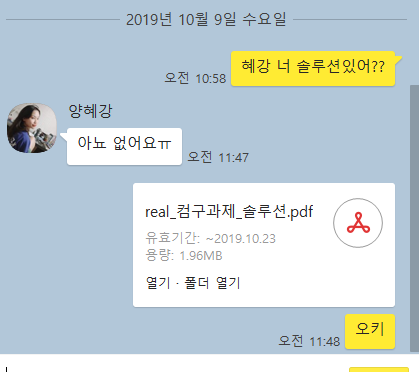 2019년 10월 9일 수요일
오전 10:58 혜강 너 솔루션있어??
양혜강
아뇨 없어요ㅠ 오전 11:47
real_컴구과제_솔루션.pdf
유효기간: ~2019.10.23
용량: 1.96MB
열기 · 폴더 열기
오전 11:48 오키